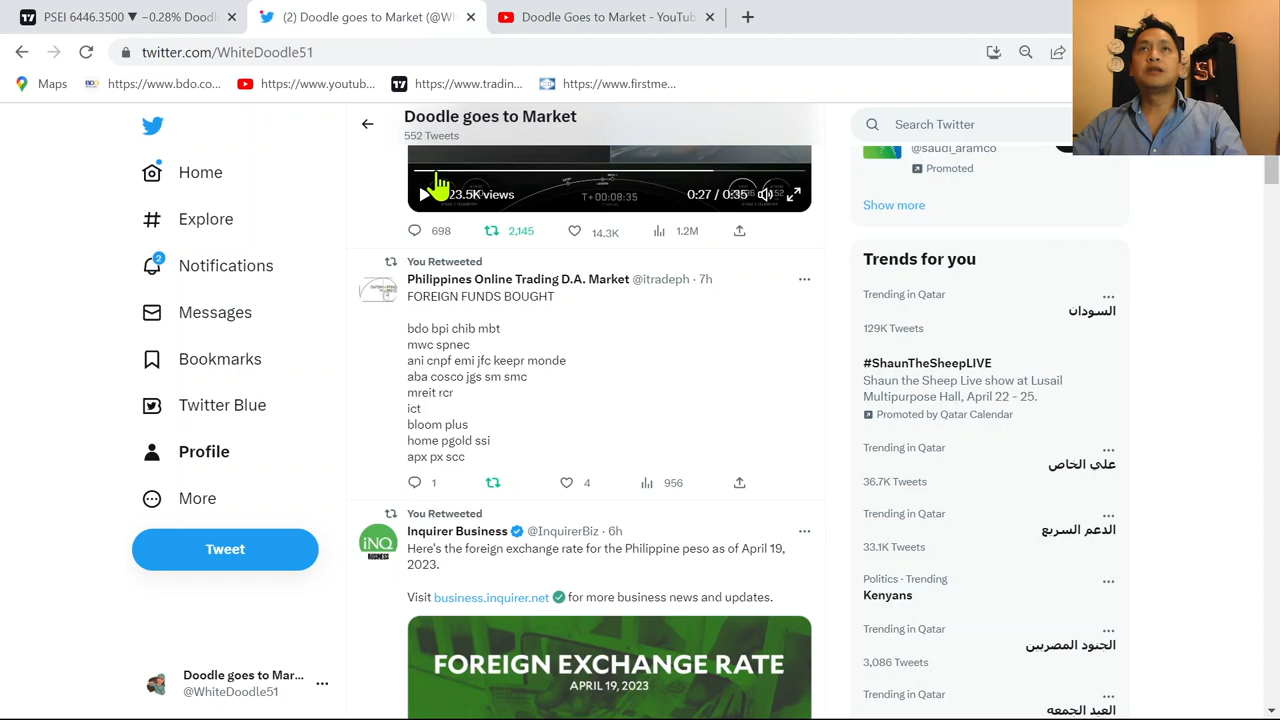 PSEI 6446.3500 ▼ −0.28% Doodl
(2) Doodle goes to Market (@Wh
Doodle Goes to Market - YouTub
twitter.com/WhiteDoodle51
Maps
BDO
https://www.bdo.co...
https://www.youtub...
https://www.tradin...
https://www.firstme...
Doodle goes to Market
552 Tweets
Home
Explore
2
Notifications
Messages
Bookmarks
Twitter Blue
Profile
More
Tweet
Doodle goes to Mar...
@WhiteDoodle51
23.5K views
T+00:08:35
0:27 / 0:35
698
2,145
14.3K
1.2M
You Retweeted
Philippines Online Trading D.A. Market @itradeph · 7h
FOREIGN FUNDS BOUGHT
bdo bpi chib mbt
mwc spnec
ani cnpf emi jfc keepr monde
aba cosco jgs sm smc
mreit rcr
ict
bloom plus
home pgold ssi
apx px scc
1
4
956
You Retweeted
Inquirer Business @InquirerBiz · 6h
Here's the foreign exchange rate for the Philippine peso as of April 19,
2023.
Visit business.inquirer.net for more business news and updates.
INQ
FOREIGN EXCHANGE RATE
APRIL 19, 2023
Search Twitter
@saudi_aramco
Promoted
Show more
Trends for you
Trending in Qatar
السودان
129K Tweets
#ShaunTheSheepLIVE
Shaun the Sheep Live show at Lusail
Multipurpose Hall, April 22 - 25.
Promoted by Qatar Calendar
Trending in Qatar
علي الخاص
36.7K Tweets
Trending in Qatar
الدعم السريع
33.1K Tweets
Politics · Trending
Kenyans
Trending in Qatar
الجنود المصريين
3,086 Tweets
Trending in Qatar
العيد الجمعه